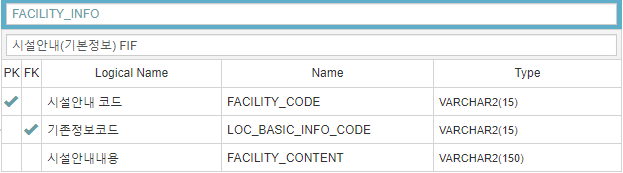 FACILITY_INFO
시설안내(기본정보) FIF
PK FK Logical Name Name Type
시설안내 코드 FACILITY_CODE VARCHAR2(15)
기존정보코드 LOC_BASIC_INFO_CODE VARCHAR2(15)
시설안내내용 FACILITY_CONTENT VARCHAR2(150)